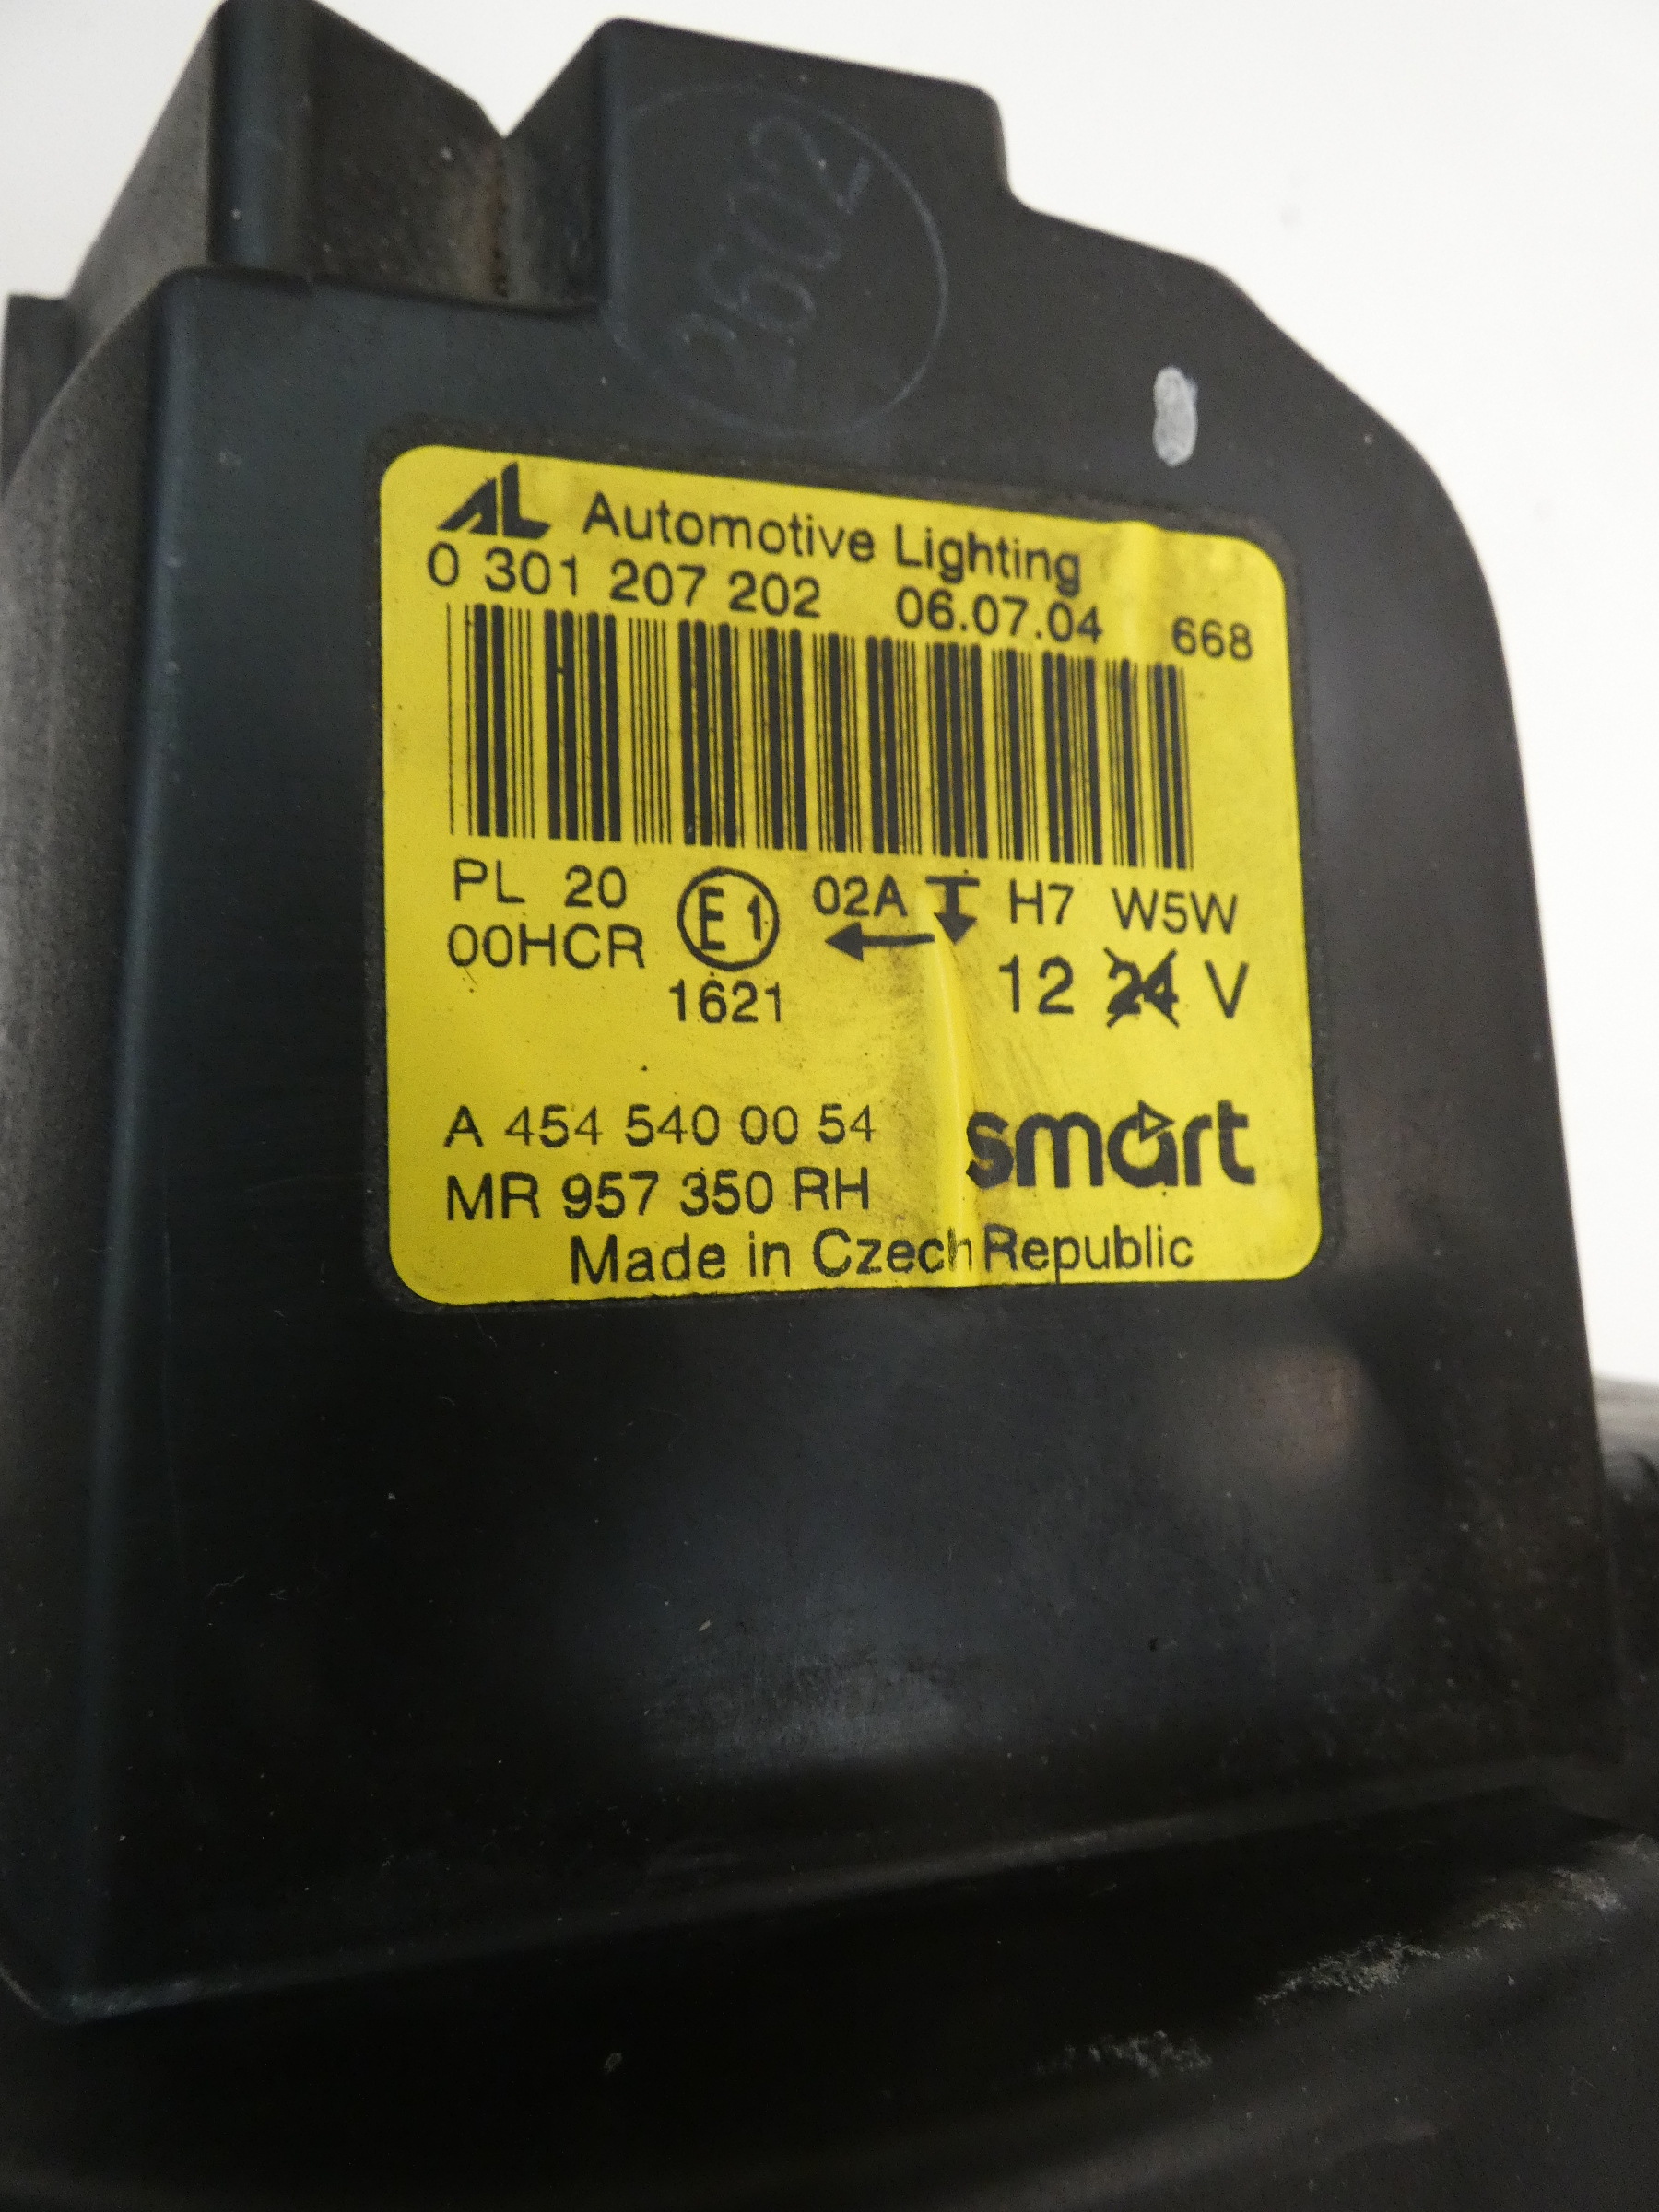 2602
AL Automotive Lighting
0 301 207 202 06.07.04 668
PL 20 E1 02A H7 W5W
00HCR 1621 12 24 V
A 454 540 00 54 smart
MR 957 350 RH
Made in Czech Republic